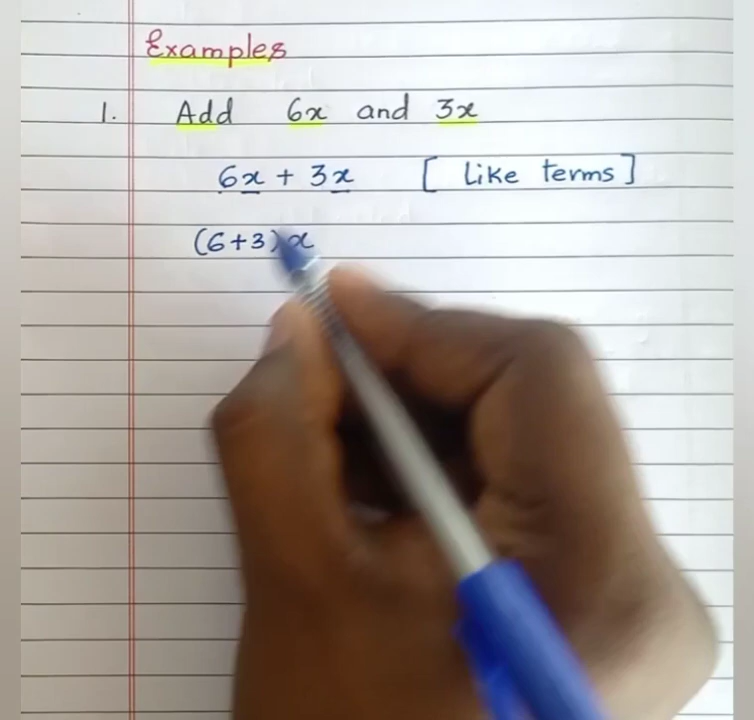 Examples
1. Add 6x and 3x
6x + 3x [ Like terms ]
(6+3)x